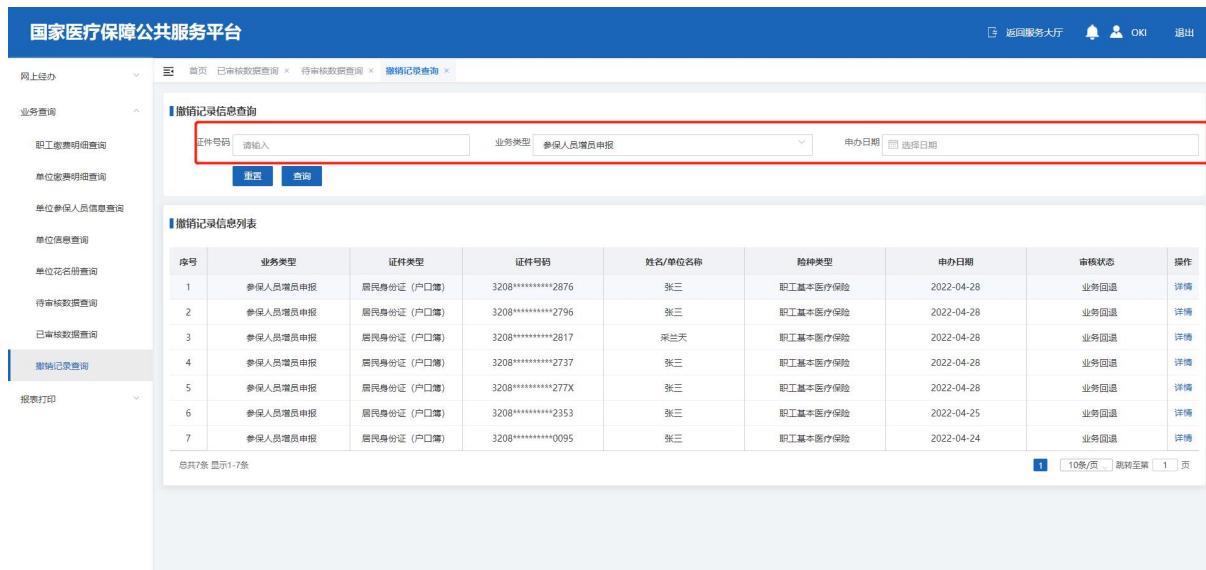 国家医疗保障公共服务平台 返回服务大厅 OKI 退出
网上经办
业务查询
职工缴费明细查询
单位缴费明细查询
单位参保人员信息查询
单位信息查询
单位花名册查询
待审核数据查询
已审核数据查询
撤销记录查询
报表打印
首页 已审核数据查询 × 待审核数据查询 × 撤销记录查询 ×
撤销记录信息查询
证件号码 请输入 业务类型 参保人员增员申报 申办日期 选择日期
重置 查询
撤销记录信息列表
序号 业务类型 证件类型 证件号码 姓名/单位名称 险种类型 申办日期 审核状态 操作
1 参保人员增员申报 居民身份证（户口簿） 3208**********2876 张三 职工基本医疗保险 2022-04-28 业务回退 详情
2 参保人员增员申报 居民身份证（户口簿） 3208**********2796 张三 职工基本医疗保险 2022-04-28 业务回退 详情
3 参保人员增员申报 居民身份证（户口簿） 3208**********2817 采兰天 职工基本医疗保险 2022-04-28 业务回退 详情
4 参保人员增员申报 居民身份证（户口簿） 3208**********2737 张三 职工基本医疗保险 2022-04-28 业务回退 详情
5 参保人员增员申报 居民身份证（户口簿） 3208**********277X 张三 职工基本医疗保险 2022-04-28 业务回退 详情
6 参保人员增员申报 居民身份证（户口簿） 3208**********2353 张三 职工基本医疗保险 2022-04-25 业务回退 详情
7 参保人员增员申报 居民身份证（户口簿） 3208**********0095 张三 职工基本医疗保险 2022-04-24 业务回退 详情
总共7条 显示1-7条 1 10条/页 跳转至第 1 页